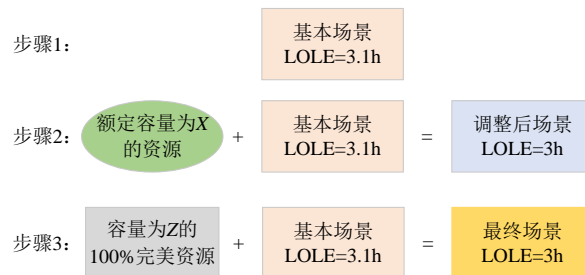 步骤1：
基本场景
LOLE=3.1h
步骤2：
额定容量为X
的资源
+
基本场景
LOLE=3.1h
=
调整后场景
LOLE=3h
步骤3：
容量为Z的
100%完美资源
+
基本场景
LOLE=3.1h
=
最终场景
LOLE=3h